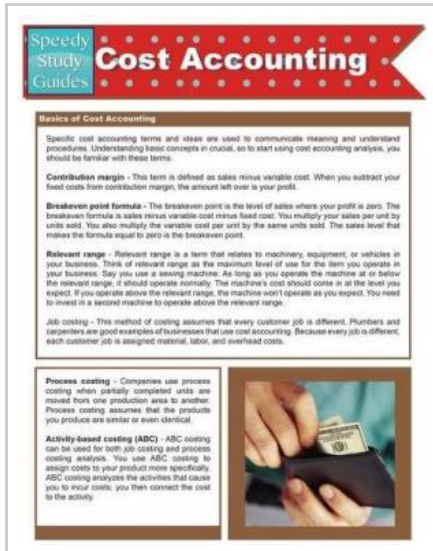 Speedy
Study
Guides
Cost Accounting
Basics of Cost Accounting
Specific cost accounting terms and ideas are used to communicate meaning and understand
procedures. Understanding basic concepts in crucial, so to start using cost accounting analysis, you
should be familiar with these terms:
Contribution margin - This term is defined as sales minus variable cost. When you subtract your
fixed costs from contribution margin, the amount left over is your profit.
Breakeven point formula - The breakeven point is the level of sales where your profit is zero. The
breakeven formula is sales minus variable cost minus fixed cost. You multiply your sales per unit by
units sold. You also multiply the variable cost per unit by the same units sold. The sales level that
makes the formula equal to zero is the breakeven point.
Relevant range - Relevant range is a term that relates to machinery, equipment, or vehicles in
your business. Think of relevant range as the maximum level of use for the item you operate in
your business. Say you use a sewing machine. As long as you operate the machine at or below
the relevant range, it should operate normally. The machine's cost should come in at the level you
expect. If you operate above the relevant range, the machine won't operate as you expect. You need
to invest in a second machine to operate above the relevant range.
Job costing - This method of costing assumes that every customer job is different. Plumbers and
carpenters are good examples of businesses that use cost accounting. Because every job is different,
each customer job is assigned material, labor, and overhead costs.
Process costing - Companies use process
costing when partially completed units are
moved from one production area to another.
Process costing assumes that the products
you produce are similar or even identical.
Activity-based costing (ABC) - ABC costing
can be used for both job costing and process
costing analysis. You use ABC costing to
assign costs to your product more specifically.
ABC costing analyzes the activities that cause
you to incur costs; you then connect the cost
to the activity.